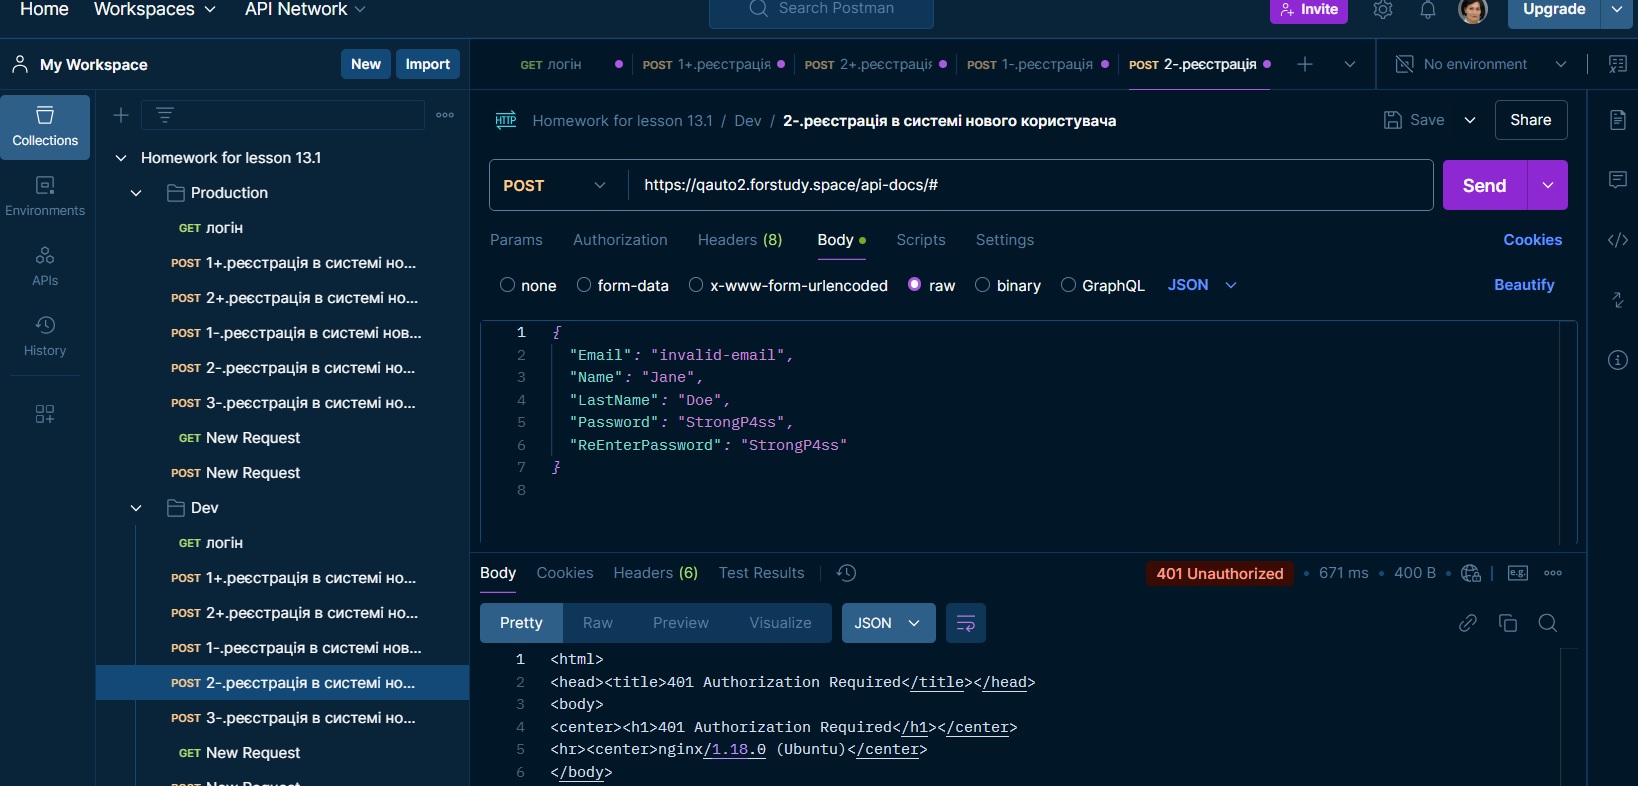 Home Workspaces API Network Search Postman Invite Upgrade
My Workspace New Import
GET логін POST 1+.реєстрація POST 2+.реєстрація POST 1-.реєстрація POST 2-.реєстрація No environment
Collections
Environments
APIs
History
Homework for lesson 13.1
Production
GET логін
POST 1+.реєстрація в системі но...
POST 2+.реєстрація в системі но...
POST 1-.реєстрація в системі нов...
POST 2-.реєстрація в системі но...
POST 3-.реєстрація в системі но...
GET New Request
POST New Request
Dev
GET логін
POST 1+.реєстрація в системі но...
POST 2+.реєстрація в системі но...
POST 1-.реєстрація в системі нов...
POST 2-.реєстрація в системі но...
POST 3-.реєстрація в системі но...
GET New Request
HTTP Homework for lesson 13.1 / Dev / 2-.реєстрація в системі нового користувача Save Share
POST https://qauto2.forstudy.space/api-docs/# Send
Params Authorization Headers (8) Body Scripts Settings Cookies
none form-data x-www-form-urlencoded raw binary GraphQL JSON Beautify
1 {
2 "Email": "invalid-email",
3 "Name": "Jane",
4 "LastName": "Doe",
5 "Password": "StrongP4ss",
6 "ReEnterPassword": "StrongP4ss"
7 }
8
Body Cookies Headers (6) Test Results 401 Unauthorized • 671 ms • 400 B • e.g.
Pretty Raw Preview Visualize JSON
1 <html>
2 <head><title>401 Authorization Required</title></head>
3 <body>
4 <center><h1>401 Authorization Required</h1></center>
5 <hr><center>nginx/1.18.0 (Ubuntu)</center>
6 </body>